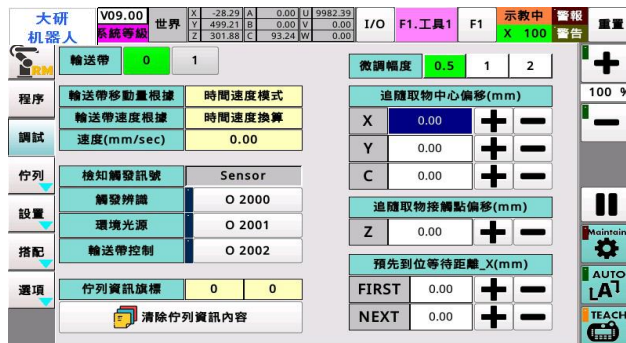 大研
机器人
V09.00
系統等級
世界
X -28.29 A 0.00 U 9982.39
Y 499.21 B 0.00 V 0.00
Z 301.88 C 93.24 W 0.00
I/O
F1.工具1
F1
示教中
X 100
警報
警告
重置
RM
程序
調試
佇列
設置
搭配
選項
輸送帶 0 1
輸送帶移動量根據 時間速度模式
輸送帶速度根據 時間速度換算
速度(mm/sec) 0.00
檢知觸發訊號 Sensor
觸發辨識 O 2000
環境光源 O 2001
輸送帶控制 O 2002
佇列資訊旗標 0 0
清除佇列資訊內容
微調幅度 0.5 1 2
追隨取物中心偏移(mm)
X 0.00
Y 0.00
C 0.00
追隨取物接觸點偏移(mm)
Z 0.00
預先到位等待距離_X(mm)
FIRST 0.00
NEXT 0.00
100 %
Maintain
AUTO
TEACH